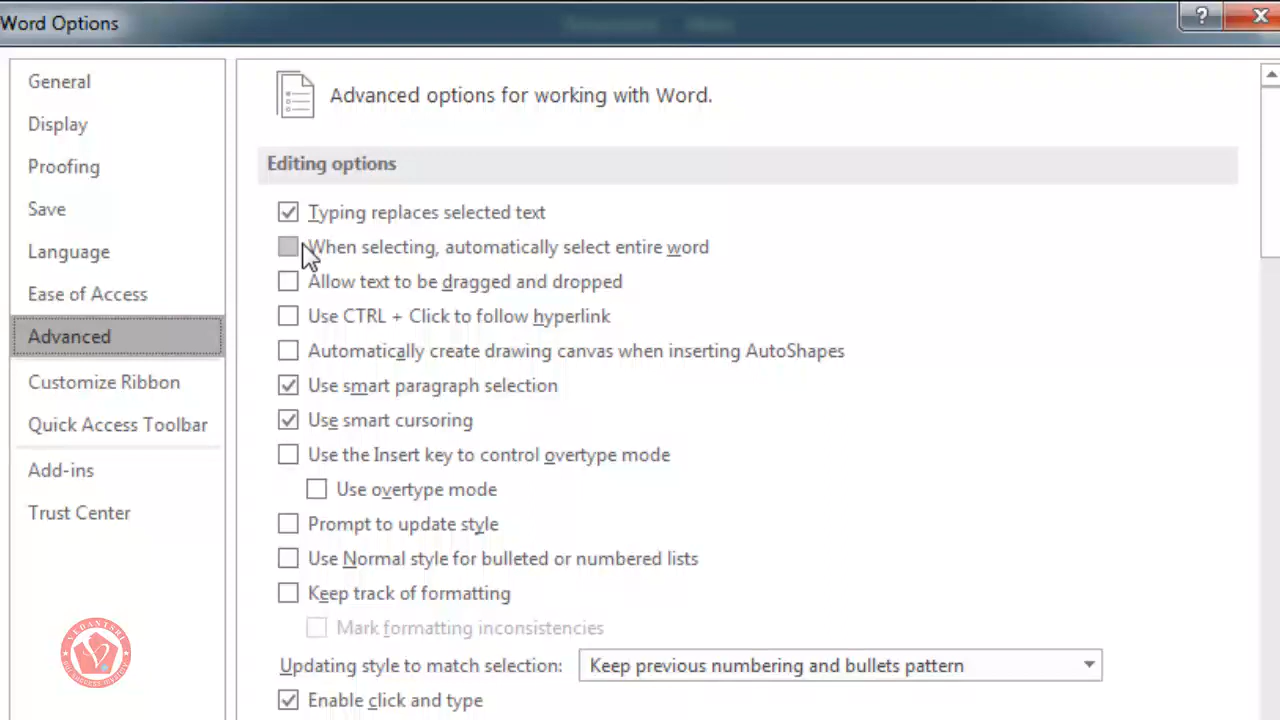 Word Options
?
General
Display
Proofing
Save
Language
Ease of Access
Advanced
Customize Ribbon
Quick Access Toolbar
Add-ins
Trust Center
Advanced options for working with Word.
Editing options
Typing replaces selected text
When selecting, automatically select entire word
Allow text to be dragged and dropped
Use CTRL + Click to follow hyperlink
Automatically create drawing canvas when inserting AutoShapes
Use smart paragraph selection
Use smart cursoring
Use the Insert key to control overtype mode
Use overtype mode
Prompt to update style
Use Normal style for bulleted or numbered lists
Keep track of formatting
Mark formatting inconsistencies
Updating style to match selection: Keep previous numbering and bullets pattern
Enable click and type